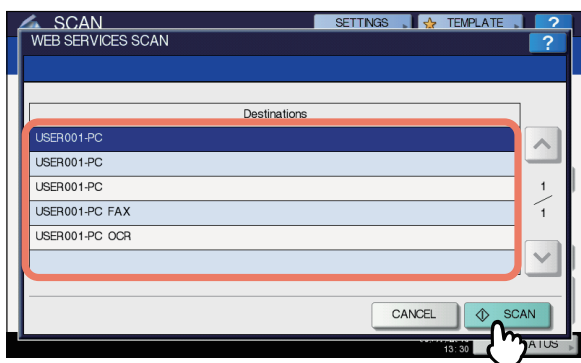 SCAN SETTINGS TEMPLATE ?
WEB SERVICES SCAN ?
Destinations
USER001-PC
USER001-PC
USER001-PC
USER001-PC FAX
USER001-PC OCR
1
1
CANCEL SCAN
13:30